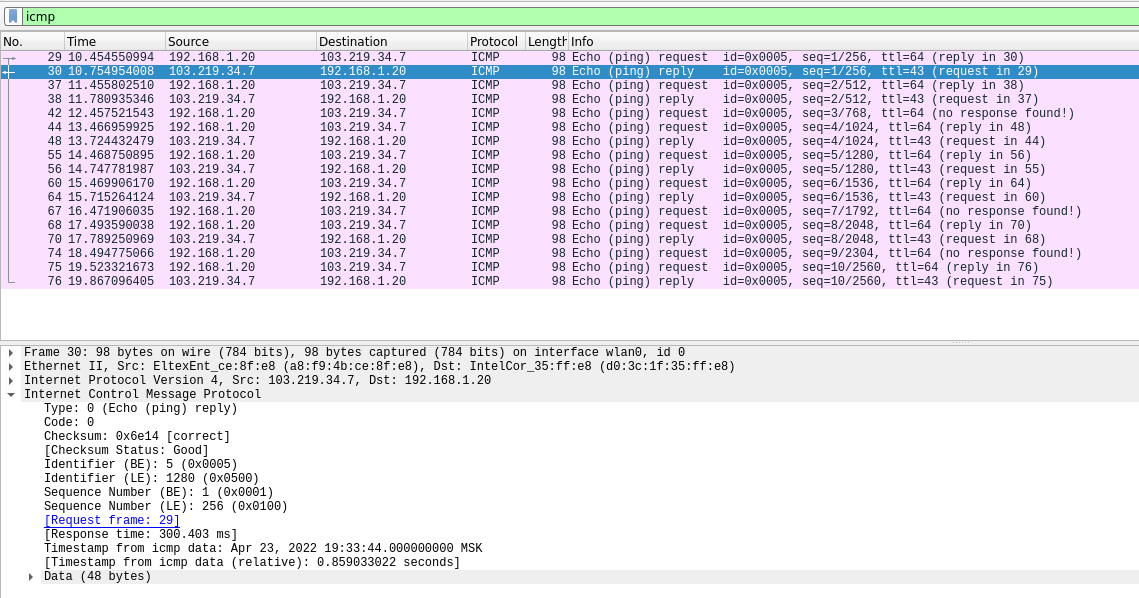 icmp
No. Time Source Destination Protocol Length Info
29 10.454550994 192.168.1.20 103.219.34.7 ICMP 98 Echo (ping) request id=0x0005, seq=1/256, ttl=64 (reply in 30)
30 10.754954008 103.219.34.7 192.168.1.20 ICMP 98 Echo (ping) reply id=0x0005, seq=1/256, ttl=43 (request in 29)
37 11.455802510 192.168.1.20 103.219.34.7 ICMP 98 Echo (ping) request id=0x0005, seq=2/512, ttl=64 (reply in 38)
38 11.780935346 103.219.34.7 192.168.1.20 ICMP 98 Echo (ping) reply id=0x0005, seq=2/512, ttl=43 (request in 37)
42 12.457521543 192.168.1.20 103.219.34.7 ICMP 98 Echo (ping) request id=0x0005, seq=3/768, ttl=64 (no response found!)
44 13.466959925 192.168.1.20 103.219.34.7 ICMP 98 Echo (ping) request id=0x0005, seq=4/1024, ttl=64 (reply in 48)
48 13.724432479 103.219.34.7 192.168.1.20 ICMP 98 Echo (ping) reply id=0x0005, seq=4/1024, ttl=43 (request in 44)
55 14.468750895 192.168.1.20 103.219.34.7 ICMP 98 Echo (ping) request id=0x0005, seq=5/1280, ttl=64 (reply in 56)
56 14.747781987 103.219.34.7 192.168.1.20 ICMP 98 Echo (ping) reply id=0x0005, seq=5/1280, ttl=43 (request in 55)
60 15.469906170 192.168.1.20 103.219.34.7 ICMP 98 Echo (ping) request id=0x0005, seq=6/1536, ttl=64 (reply in 64)
64 15.715264124 103.219.34.7 192.168.1.20 ICMP 98 Echo (ping) reply id=0x0005, seq=6/1536, ttl=43 (request in 60)
67 16.471906035 192.168.1.20 103.219.34.7 ICMP 98 Echo (ping) request id=0x0005, seq=7/1792, ttl=64 (no response found!)
68 17.493590038 192.168.1.20 103.219.34.7 ICMP 98 Echo (ping) request id=0x0005, seq=8/2048, ttl=64 (reply in 70)
70 17.789250969 103.219.34.7 192.168.1.20 ICMP 98 Echo (ping) reply id=0x0005, seq=8/2048, ttl=43 (request in 68)
74 18.494775066 192.168.1.20 103.219.34.7 ICMP 98 Echo (ping) request id=0x0005, seq=9/2304, ttl=64 (no response found!)
75 19.523321673 192.168.1.20 103.219.34.7 ICMP 98 Echo (ping) request id=0x0005, seq=10/2560, ttl=64 (reply in 76)
76 19.867096405 103.219.34.7 192.168.1.20 ICMP 98 Echo (ping) reply id=0x0005, seq=10/2560, ttl=43 (request in 75)
Frame 30: 98 bytes on wire (784 bits), 98 bytes captured (784 bits) on interface wlan0, id 0
Ethernet II, Src: EltexEnt_ce:8f:e8 (a8:f9:4b:ce:8f:e8), Dst: IntelCor_35:ff:e8 (d0:3c:1f:35:ff:e8)
Internet Protocol Version 4, Src: 103.219.34.7, Dst: 192.168.1.20
Internet Control Message Protocol
Type: 0 (Echo (ping) reply)
Code: 0
Checksum: 0x6e14 [correct]
[Checksum Status: Good]
Identifier (BE): 5 (0x0005)
Identifier (LE): 1280 (0x0500)
Sequence Number (BE): 1 (0x0001)
Sequence Number (LE): 256 (0x0100)
[Request frame: 29]
[Response time: 300.403 ms]
Timestamp from icmp data: Apr 23, 2022 19:33:44.000000000 MSK
[Timestamp from icmp data (relative): 0.859033022 seconds]
Data (48 bytes)